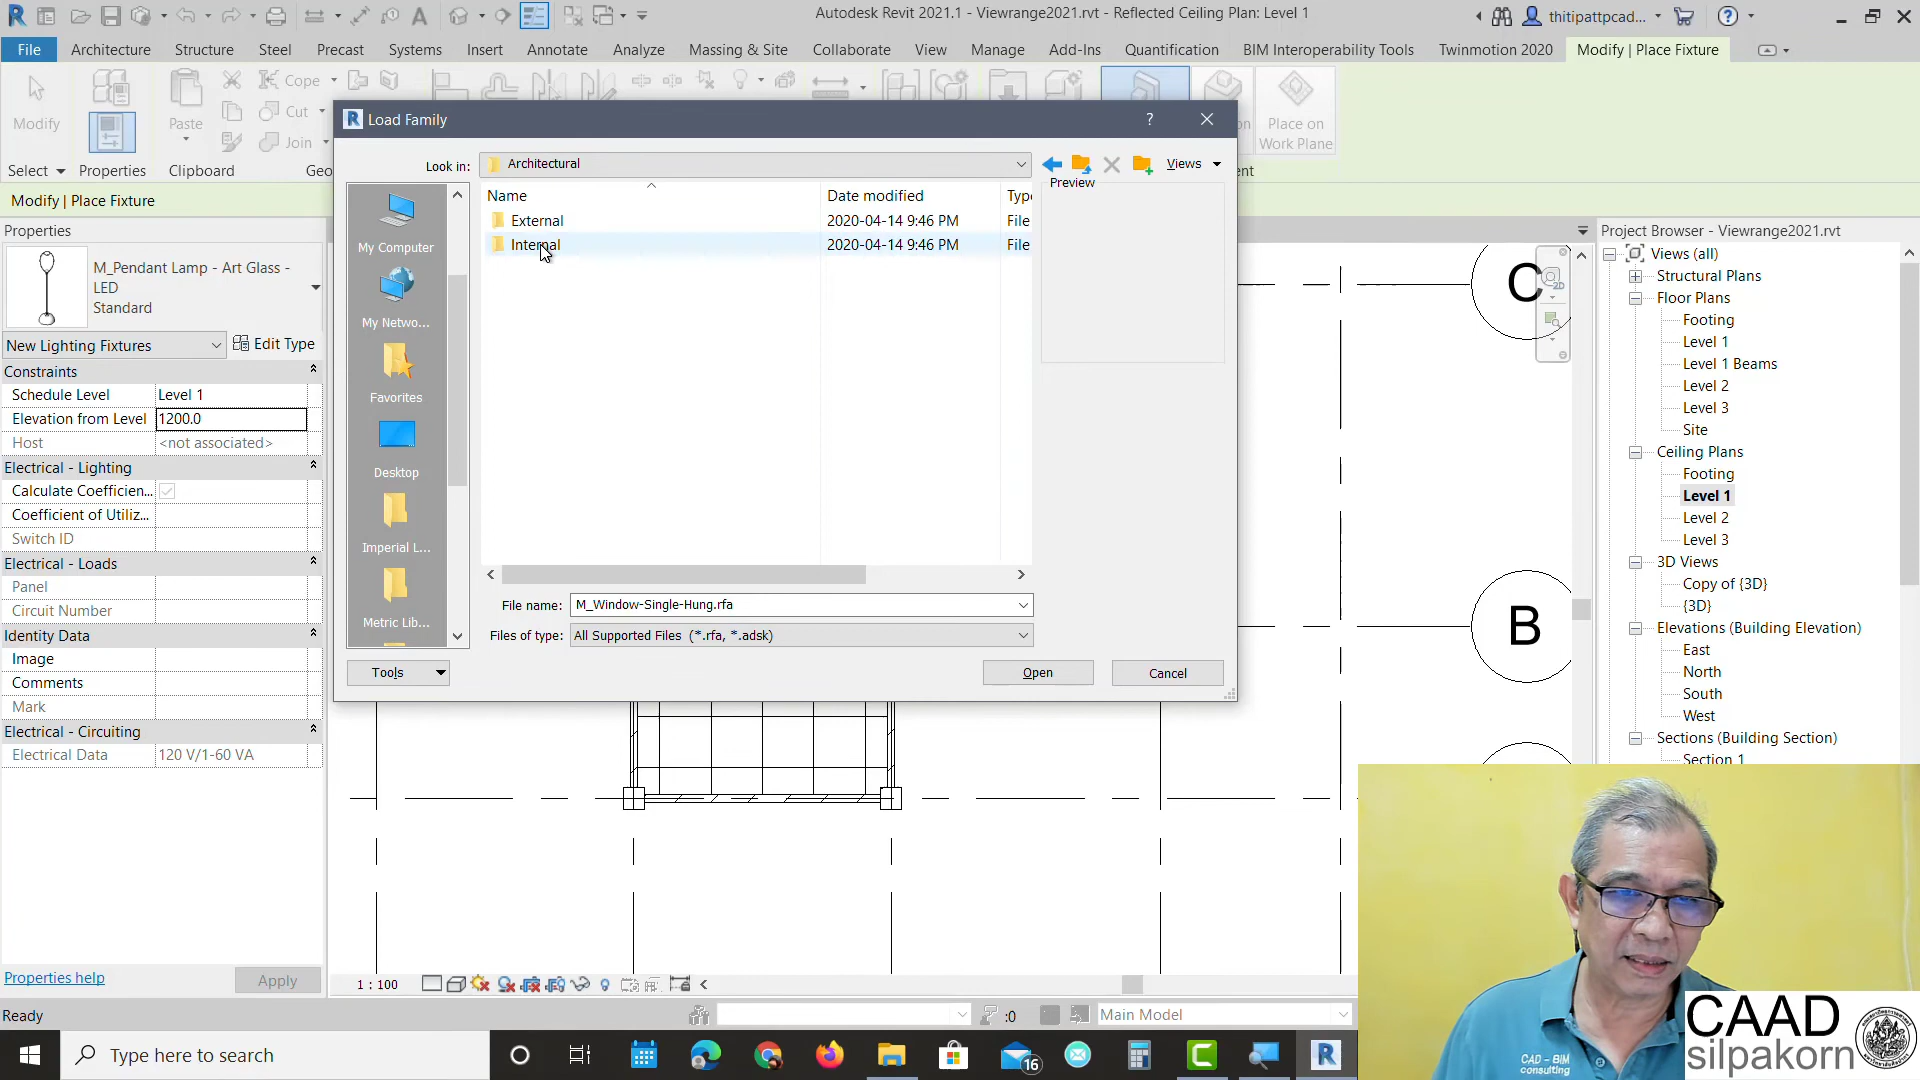 Autodesk Revit 2021.1 - Viewrange2021.rvt - Reflected Ceiling Plan: Level 1
thitipattpcad...
File
Architecture
Structure
Steel
Precast
Systems
Insert
Annotate
Analyze
Massing & Site
Collaborate
View
Manage
Add-Ins
Quantification
BIM Interoperability Tools
Twinmotion 2020
Modify | Place Fixture
Modify
Paste
Cope
Cut
Join
Place on
Work Plane
Select
Properties
Clipboard
Geo
Modify | Place Fixture
Properties
M_Pendant Lamp - Art Glass -
LED
Standard
New Lighting Fixtures
Edit Type
Constraints
Schedule Level
Level 1
Elevation from Level
1200.0
Host
<not associated>
Electrical - Lighting
Calculate Coefficien...
Coefficient of Utiliz...
Switch ID
Electrical - Loads
Panel
Circuit Number
Identity Data
Image
Comments
Mark
Electrical - Circuiting
Electrical Data
120 V/1-60 VA
Properties help
Apply
Load Family
?
Look in:
Architectural
Views
My Computer
My Netwo...
Favorites
Desktop
Imperial L...
Metric Lib...
Name
Date modified
Type
External
2020-04-14 9:46 PM
File
Internal
2020-04-14 9:46 PM
File
Preview
File name:
M_Window-Single-Hung.rfa
Files of type:
All Supported Files (*.rfa, *.adsk)
Tools
Open
Cancel
C
2D
B
Project Browser - Viewrange2021.rvt
Views (all)
Structural Plans
Floor Plans
Footing
Level 1
Level 1 Beams
Level 2
Level 3
Site
Ceiling Plans
Footing
Level 1
Level 2
Level 3
3D Views
Copy of {3D}
{3D}
Elevations (Building Elevation)
East
North
South
West
Sections (Building Section)
Section 1
1 : 100
Ready
:0
Main Model
Type here to search
16
CAD - BIM
consulting
CAAD
silpakorn